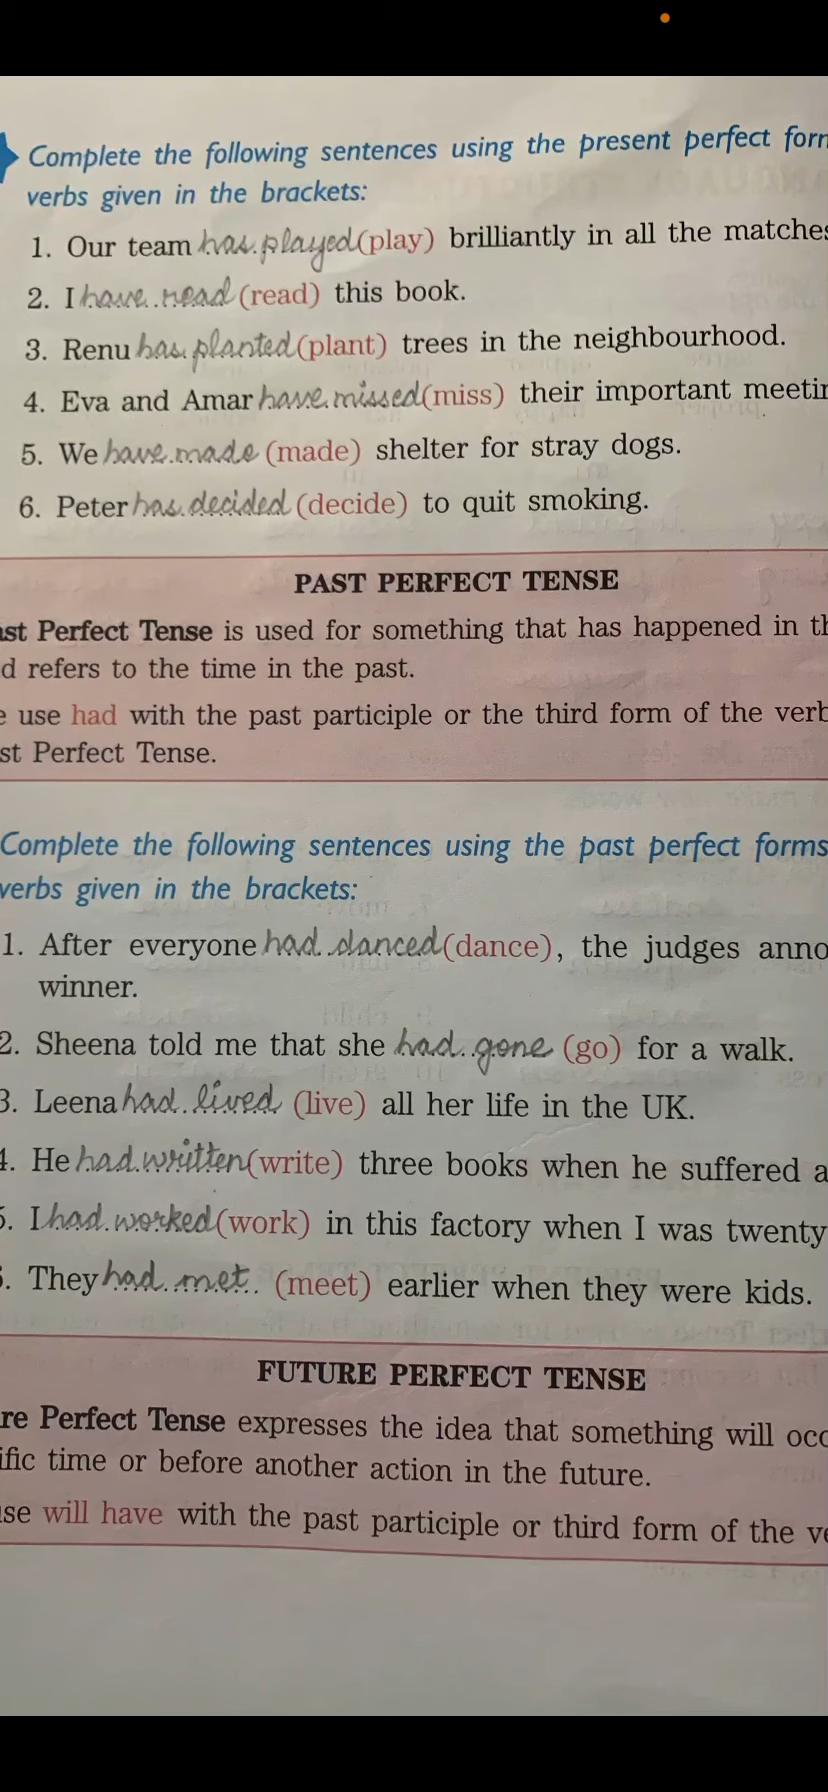 Complete the following sentences using the present perfect form
verbs given in the brackets:
1. Our team has played (play) brilliantly in all the matches
2. I have read (read) this book.
3. Renu has planted (plant) trees in the neighbourhood.
4. Eva and Amar have missed (miss) their important meetin
5. We have made (made) shelter for stray dogs.
6. Peter has decided (decide) to quit smoking.
PAST PERFECT TENSE
ast Perfect Tense is used for something that has happened in th
d refers to the time in the past.
e use had with the past participle or the third form of the verb
st Perfect Tense.
Complete the following sentences using the past perfect forms
verbs given in the brackets:
1. After everyone had danced (dance), the judges anno
winner.
2. Sheena told me that she had gone (go) for a walk.
3. Leena had lived (live) all her life in the UK.
4. He had written (write) three books when he suffered a
5. I had worked (work) in this factory when I was twenty
6. They had met (meet) earlier when they were kids.
FUTURE PERFECT TENSE
re Perfect Tense expresses the idea that something will occ
ific time or before another action in the future.
use will have with the past participle or third form of the ve